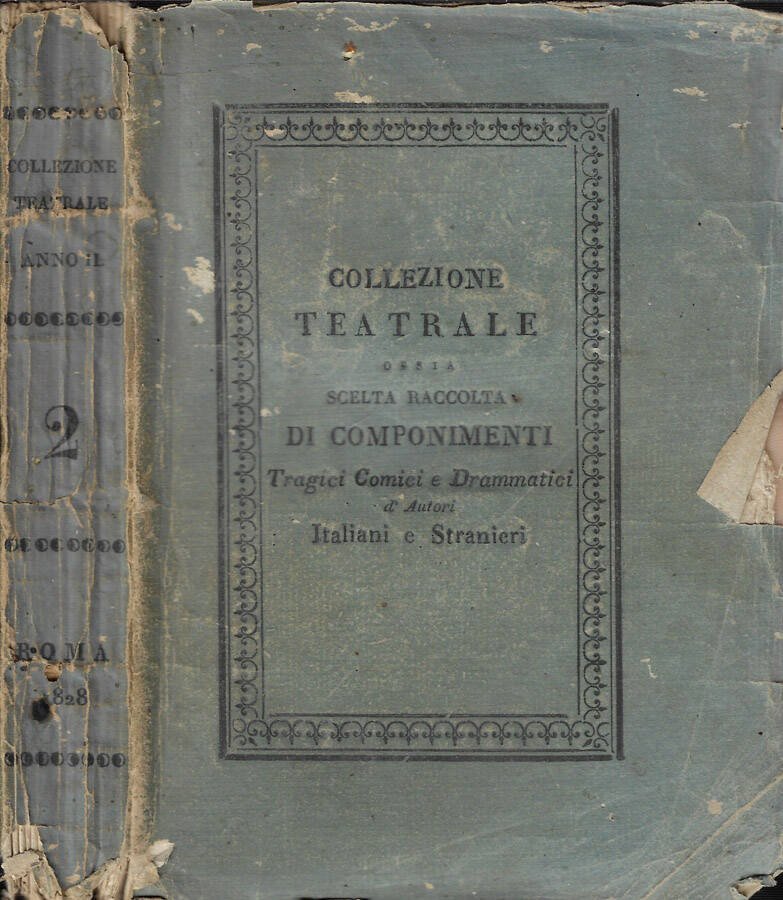 COLLEZIONE
TEATRALE
ANNO II.
2
ROMA
1828
COLLEZIONE
TEATRALE
OSSIA
SCELTA RACCOLTA
DI COMPONIMENTI
Tragici Comici e Drammatici
d' Autori
Italiani e Stranieri